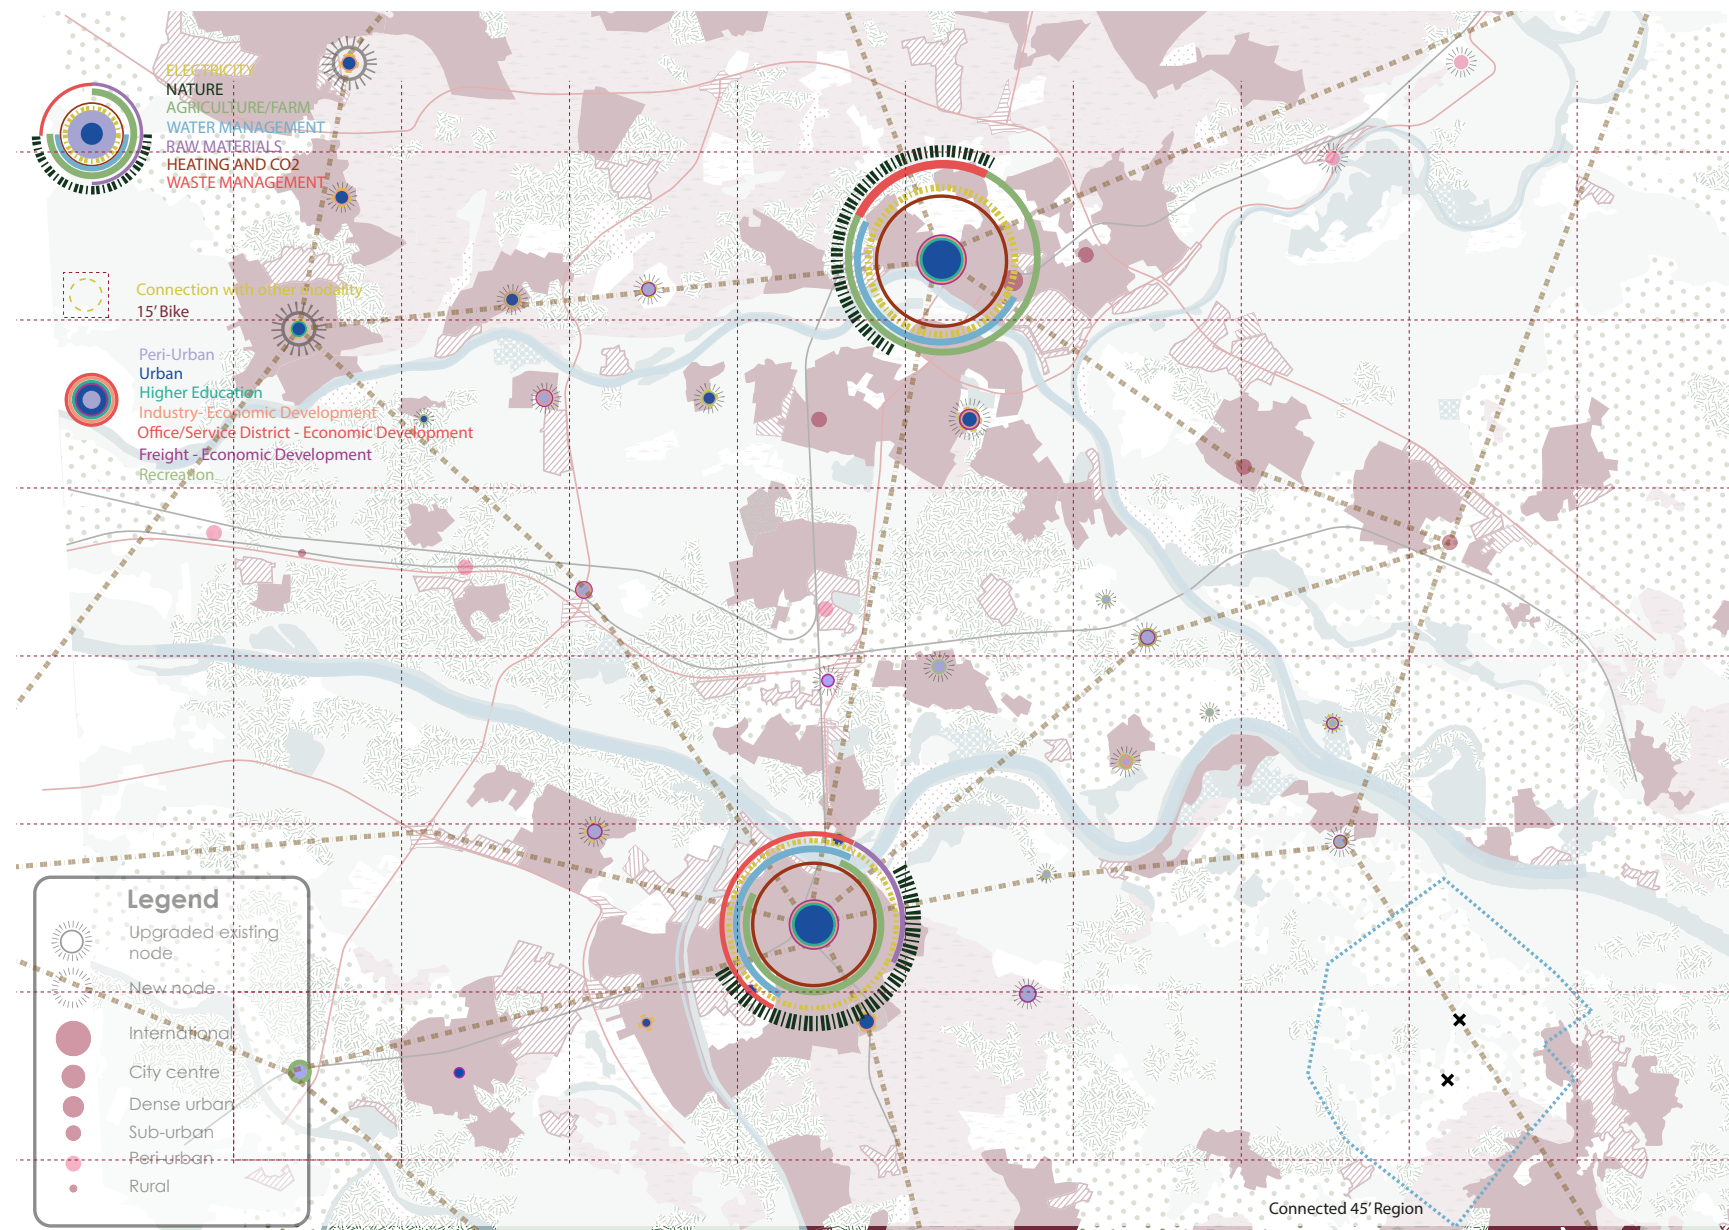 ELECTRICITY
NATURE
AGRICULTURE/FARM
WATER MANAGEMENT
RAW MATERIALS
HEATING AND CO2
WASTE MANAGEMENT
Connection with other modality
15' Bike
Peri-Urban
Urban
Higher Education
Industry- Economic Development
Office/Service District - Economic Development
Freight - Economic Development
Recreation
Legend
Upgraded existing
node
New node
International
City centre
Dense urban
Sub-urban
Peri-urban
Rural
Connected 45' Region